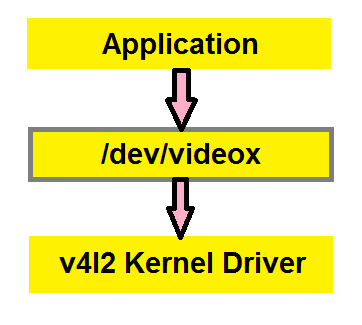 Application
/dev/videox
v4l2 Kernel Driver